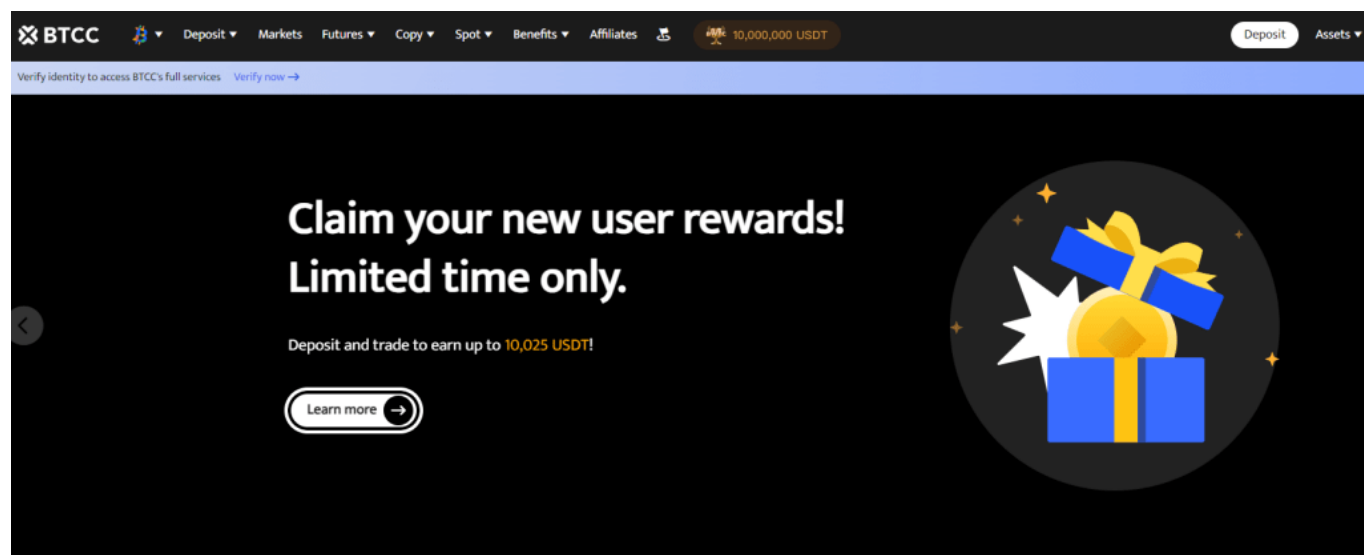 BTCC Deposit Markets Futures Copy Spot Benefits Affiliates 10,000,000 USDT Deposit Assets
Verify identity to access BTCC's full services Verify now →
Claim your new user rewards!
Limited time only.
Deposit and trade to earn up to 10,025 USDT!
Learn more →